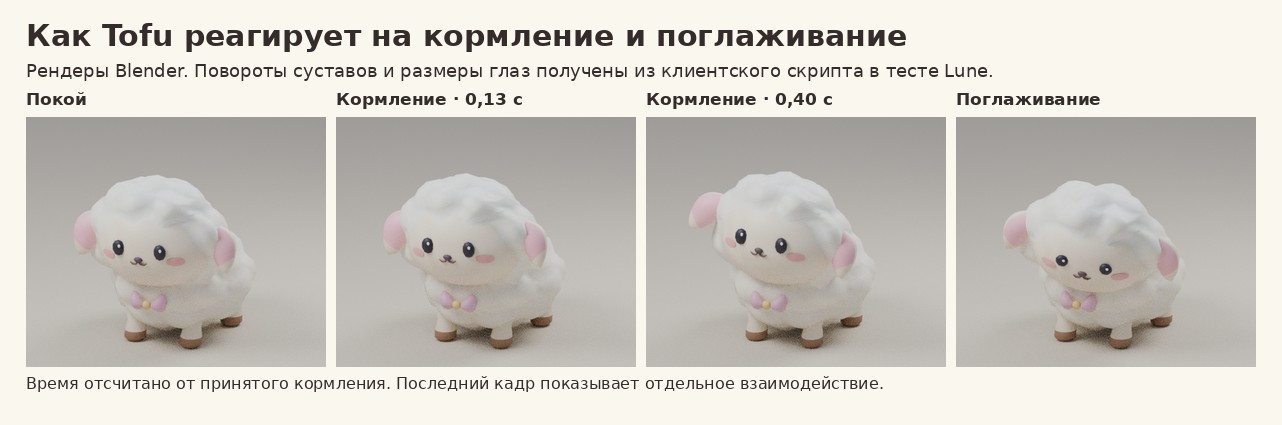 Как Tofu реагирует на кормление и поглаживание
Рендеры Blender. Повороты суставов и размеры глаз получены из клиентского скрипта в тесте Lune.
Покой
Кормление · 0,13 с
Кормление · 0,40 с
Поглаживание
Время отсчитано от принятого кормления. Последний кадр показывает отдельное взаимодействие.